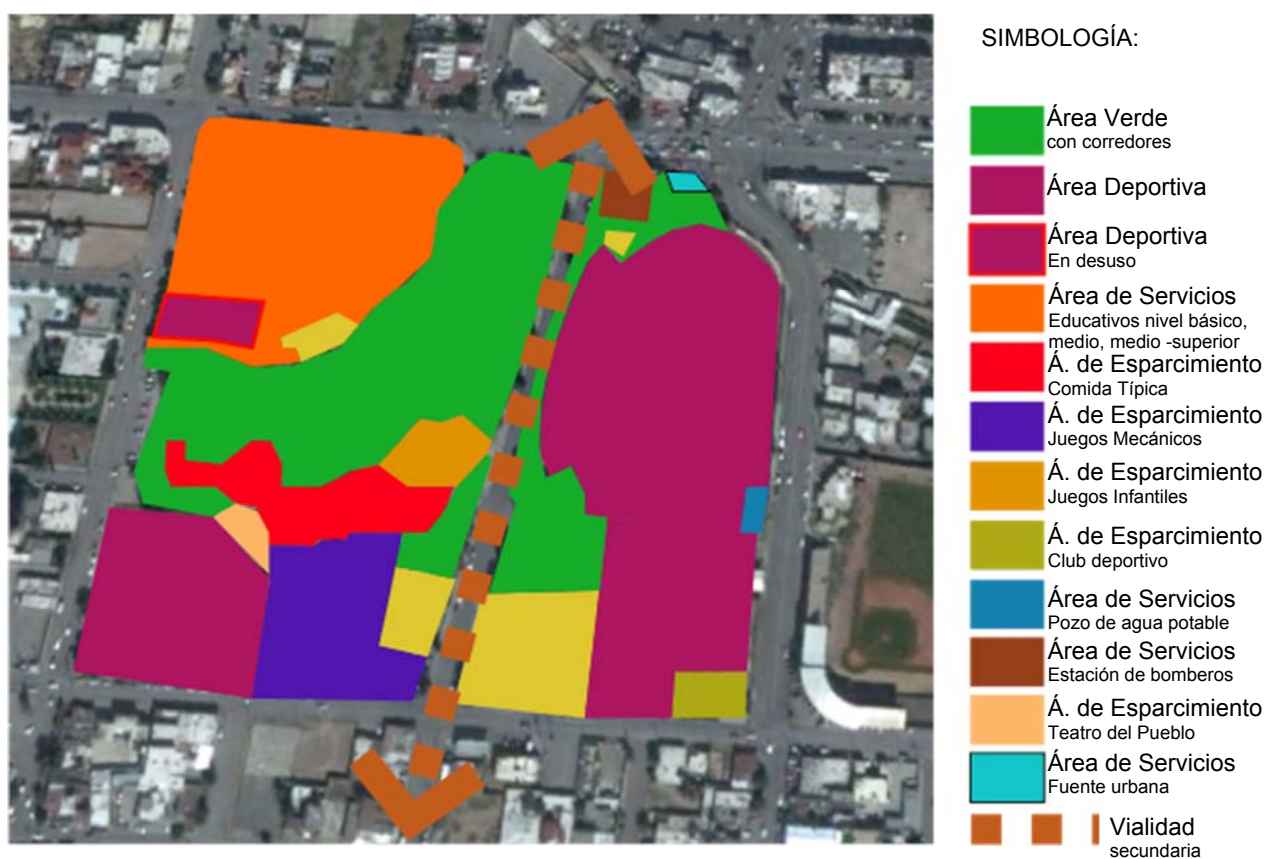 SIMBOLOGÍA:
Área Verde
con corredores
Área Deportiva
Área Deportiva
En desuso
Área de Servicios
Educativos nivel básico,
medio, medio -superior
Á. de Esparcimiento
Comida Típica
Á. de Esparcimiento
Juegos Mecánicos
Á. de Esparcimiento
Juegos Infantiles
Á. de Esparcimiento
Club deportivo
Área de Servicios
Pozo de agua potable
Área de Servicios
Estación de bomberos
Á. de Esparcimiento
Teatro del Pueblo
Área de Servicios
Fuente urbana
Vialidad
secundaria